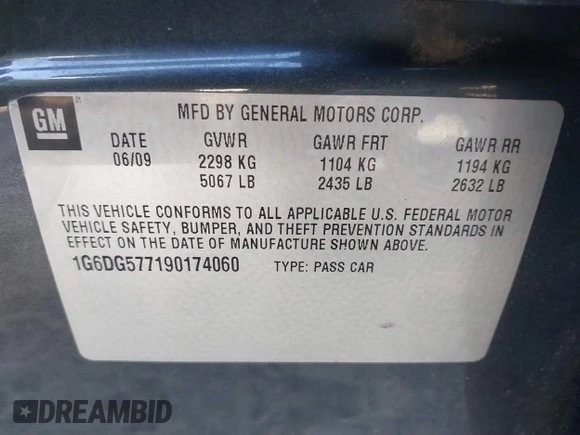 GM
MFD BY GENERAL MOTORS CORP.
DATE GVWR GAWR FRT GAWR RR
06/09 2298 KG 1104 KG 1194 KG
5067 LB 2435 LB 2632 LB
THIS VEHICLE CONFORMS TO ALL APPLICABLE U.S. FEDERAL MOTOR
VEHICLE SAFETY, BUMPER, AND THEFT PREVENTION STANDARDS IN
EFFECT ON THE DATE OF MANUFACTURE SHOWN ABOVE.
1G6DG577190174060 TYPE: PASS CAR
DREAMBID